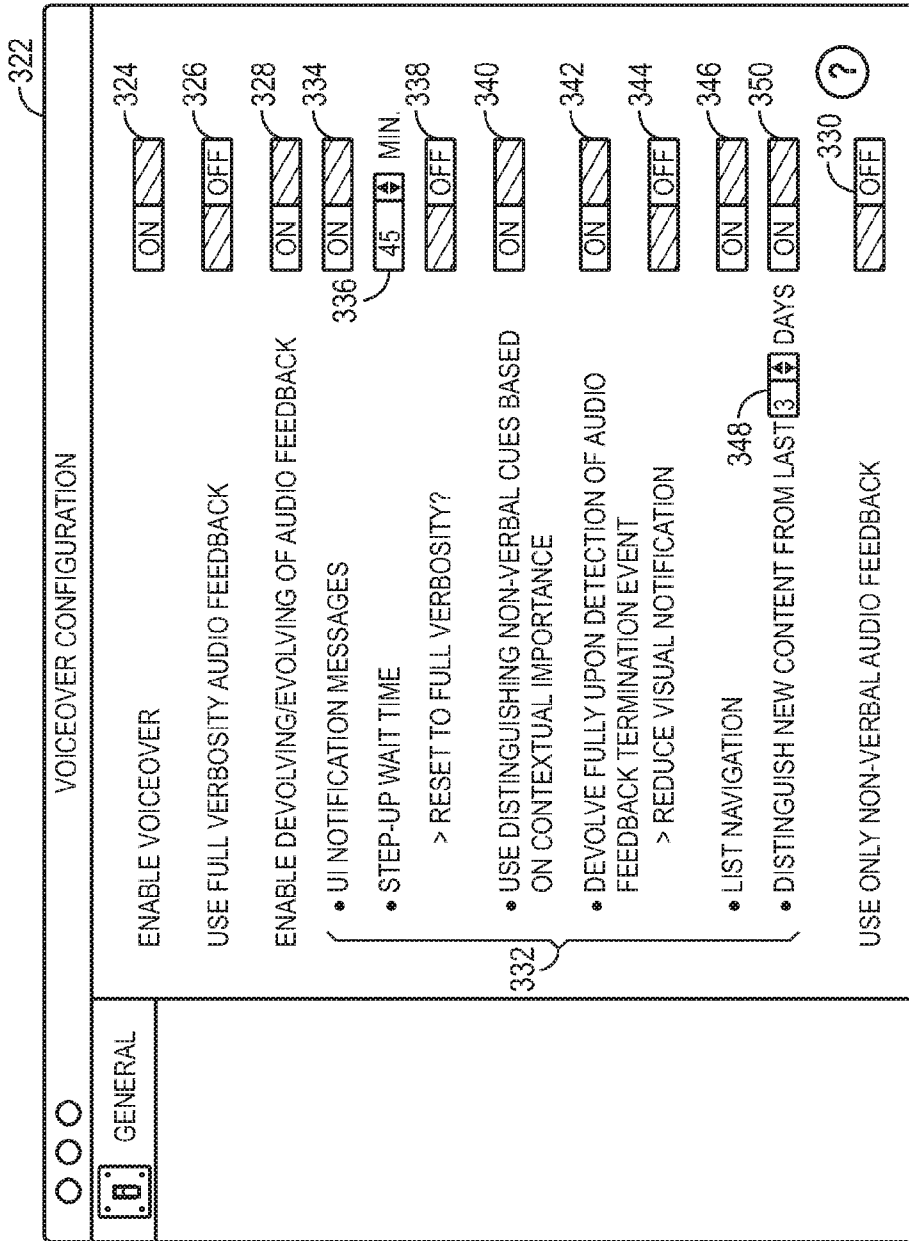 322
VOICEOVER CONFIGURATION
GENERAL
ENABLE VOICEOVER ON 324
USE FULL VERBOSITY AUDIO FEEDBACK OFF 326
ENABLE DEVOLVING/EVOLVING OF AUDIO FEEDBACK ON 328
• UI NOTIFICATION MESSAGES ON 334
336
• STEP-UP WAIT TIME 45 MIN.
> RESET TO FULL VERBOSITY? OFF 338
• USE DISTINGUISHING NON-VERBAL CUES BASED ON 340
ON CONTEXTUAL IMPORTANCE
332
• DEVOLVE FULLY UPON DETECTION OF AUDIO ON 342
FEEDBACK TERMINATION EVENT
> REDUCE VISUAL NOTIFICATION OFF 344
• LIST NAVIGATION ON 346
348
• DISTINGUISH NEW CONTENT FROM LAST 3 DAYS ON 350
330
USE ONLY NON-VERBAL AUDIO FEEDBACK OFF
?